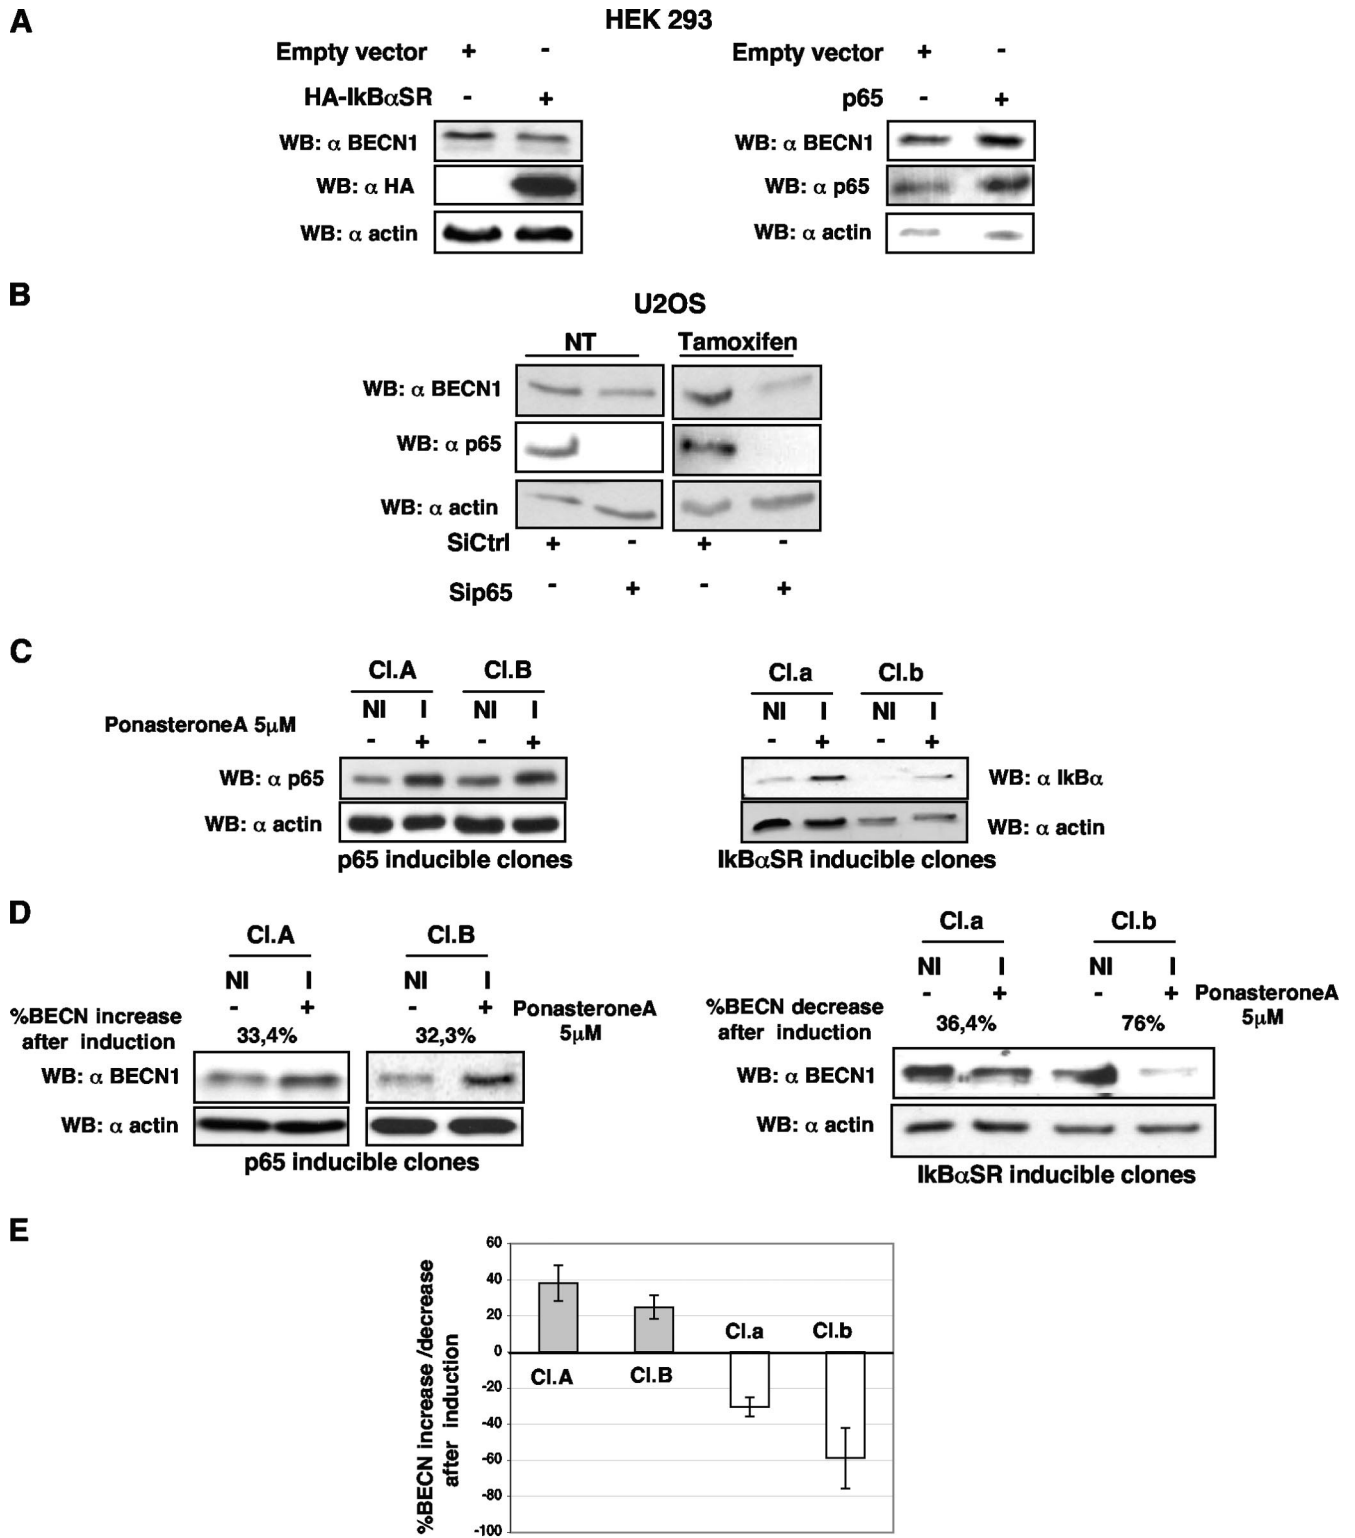 A
HEK 293
Empty vector + -
HA-IkBαSR - +
WB: α BECN1
WB: α HA
WB: α actin
Empty vector + -
p65 - +
WB: α BECN1
WB: α p65
WB: α actin
B
U2OS
NT Tamoxifen
WB: α BECN1
WB: α p65
WB: α actin
SiCtrl + - + -
Sip65 - + - +
C
Cl.A Cl.B
NI I NI I
PonasteroneA 5μM - + - +
WB: α p65
WB: α actin
p65 inducible clones
Cl.a Cl.b
NI I NI I
- + - +
WB: α IkBα
WB: α actin
IkBαSR inducible clones
D
Cl.A Cl.B
NI I NI I
- + - + PonasteroneA
5μM
%BECN increase
after induction 33,4% 32,3%
WB: α BECN1
WB: α actin
p65 inducible clones
Cl.a Cl.b
NI I NI I
- + - + PonasteroneA
5μM
%BECN decrease
after induction 36,4% 76%
WB: α BECN1
WB: α actin
IkBαSR inducible clones
E
%BECN increase /decrease
after induction
60
40
20
0
-20
-40
-60
-80
-100
Cl.A
Cl.B
Cl.a
Cl.b